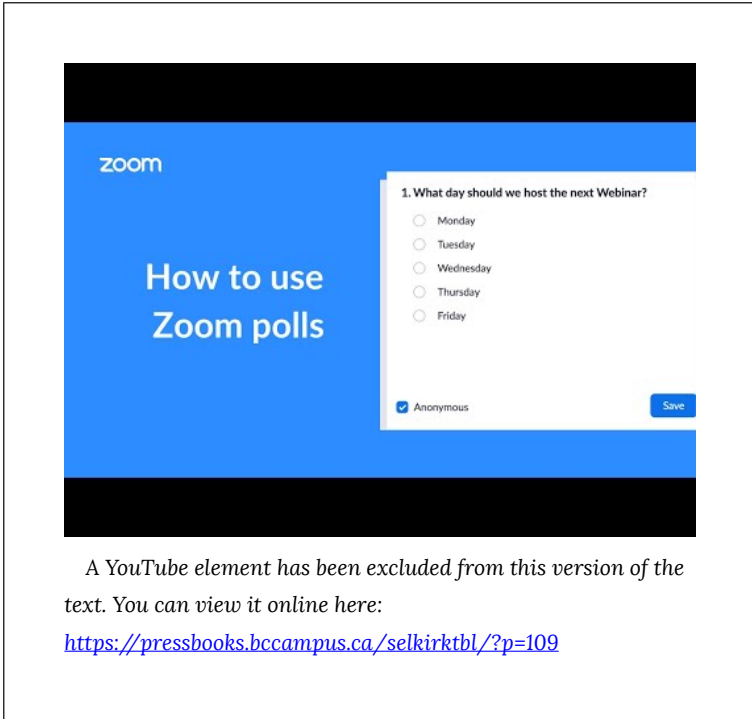 zoom
How to use
Zoom polls
1. What day should we host the next Webinar?
Monday
Tuesday
Wednesday
Thursday
Friday
Anonymous
Save
A YouTube element has been excluded from this version of the
text. You can view it online here:
https://pressbooks.bccampus.ca/selkirktbl/?p=109